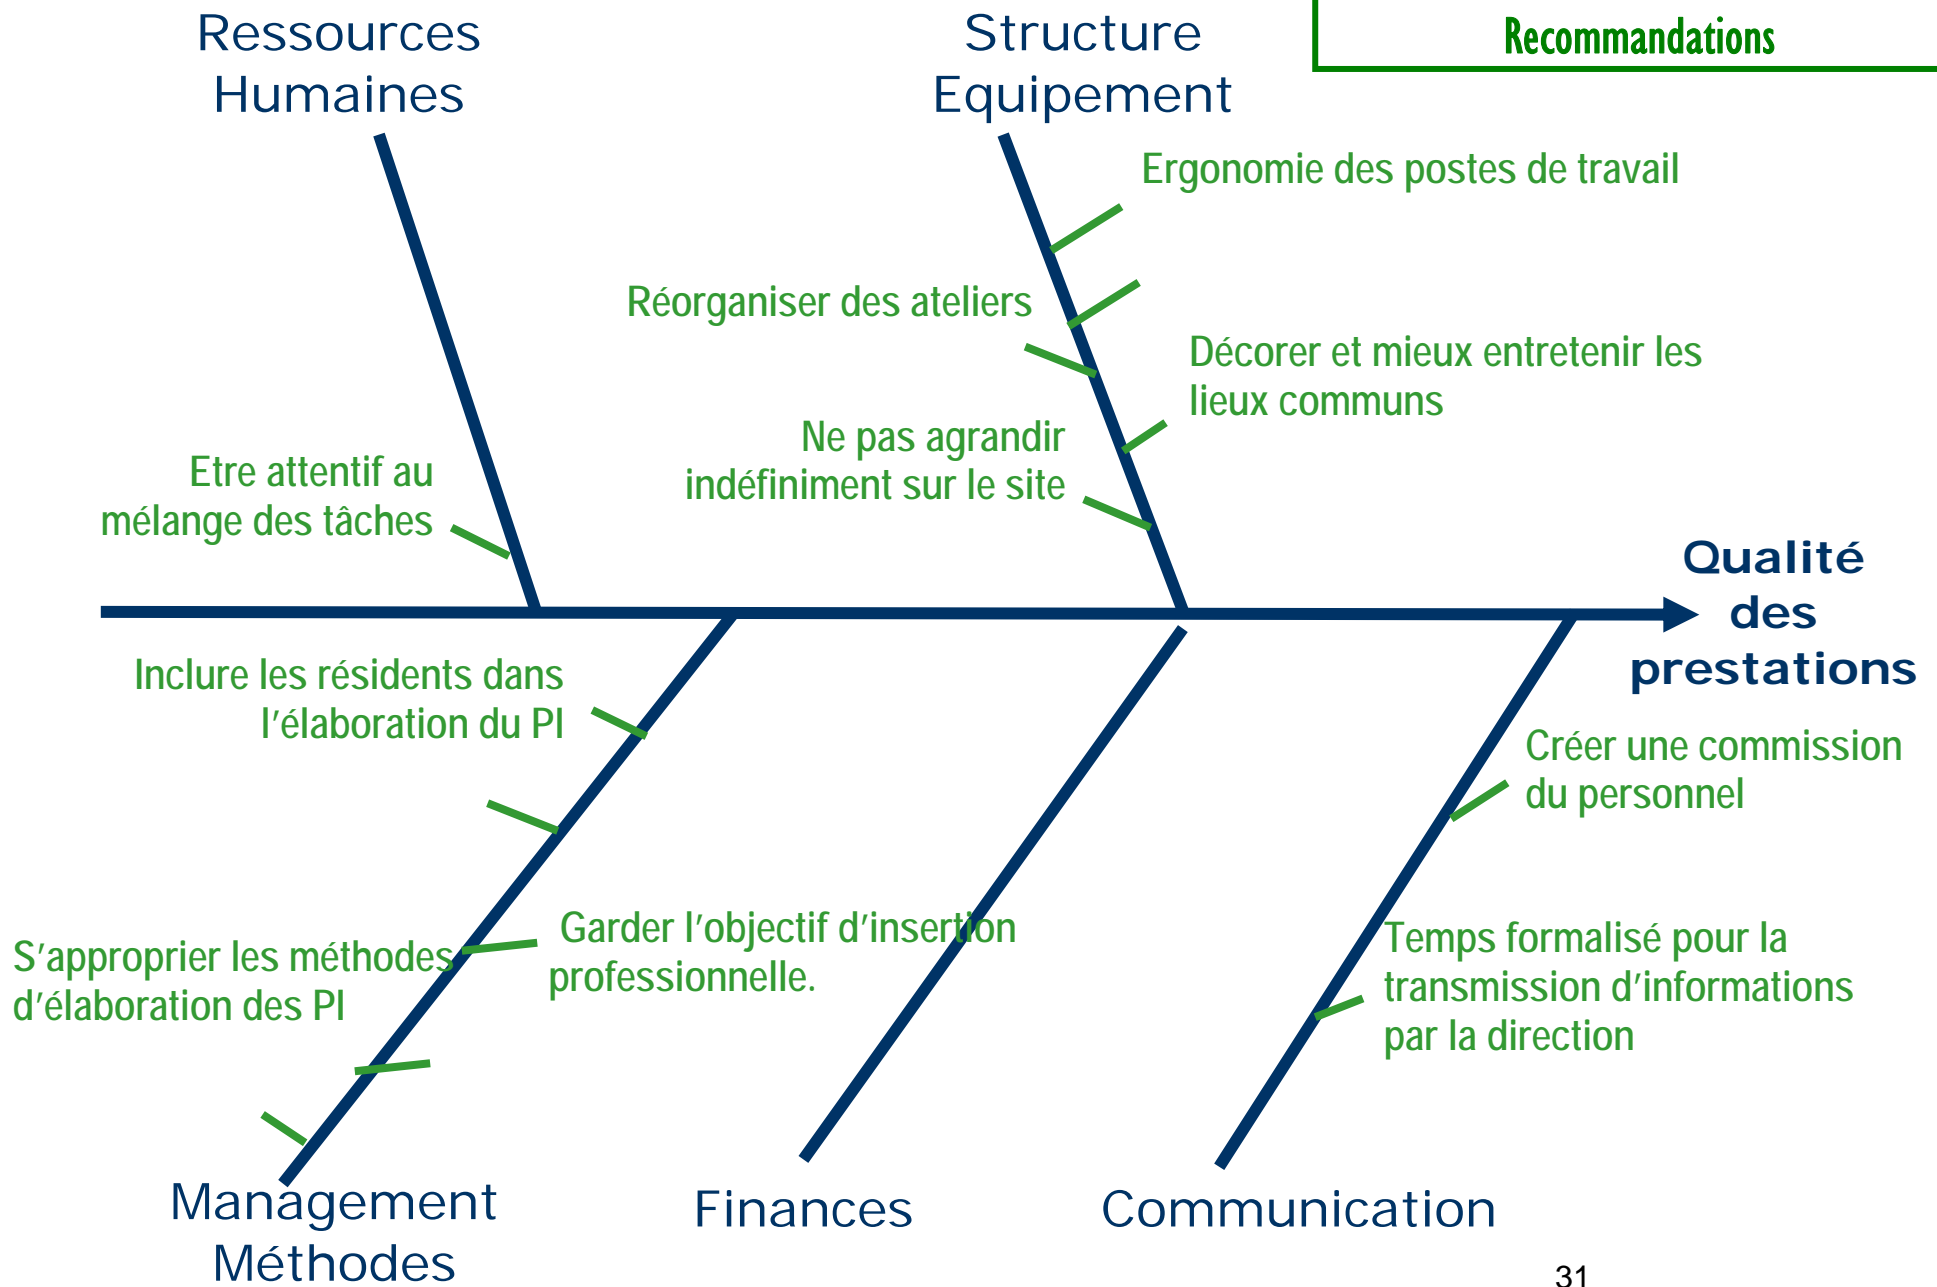 Ressources
Humaines
Structure
Equipement
Recommandations
Ergonomie des postes de travail
Réorganiser des ateliers
Décorer et mieux entretenir les
lieux communs
Ne pas agrandir
indéfiniment sur le site
Etre attentif au
mélange des tâches
Qualité
des
prestations
Inclure les résidents dans
l'élaboration du PI
Créer une commission
du personnel
Garder l'objectif d'insertion
professionnelle.
S'approprier les méthodes
d'élaboration des PI
Temps formalisé pour la
transmission d'informations
par la direction
Management
Méthodes
Finances
Communication
31